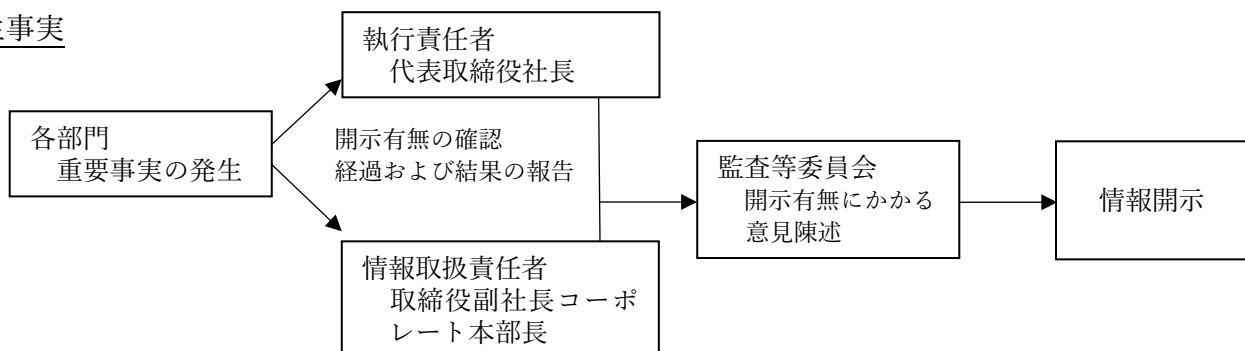 事実
執行責任者
代表取締役社長
各部門
重要事実の発生
開示有無の確認
経過および結果の報告
監査等委員会
開示有無にかかる
意見陳述
情報開示
情報取扱責任者
取締役副社長コーポ
レート本部長